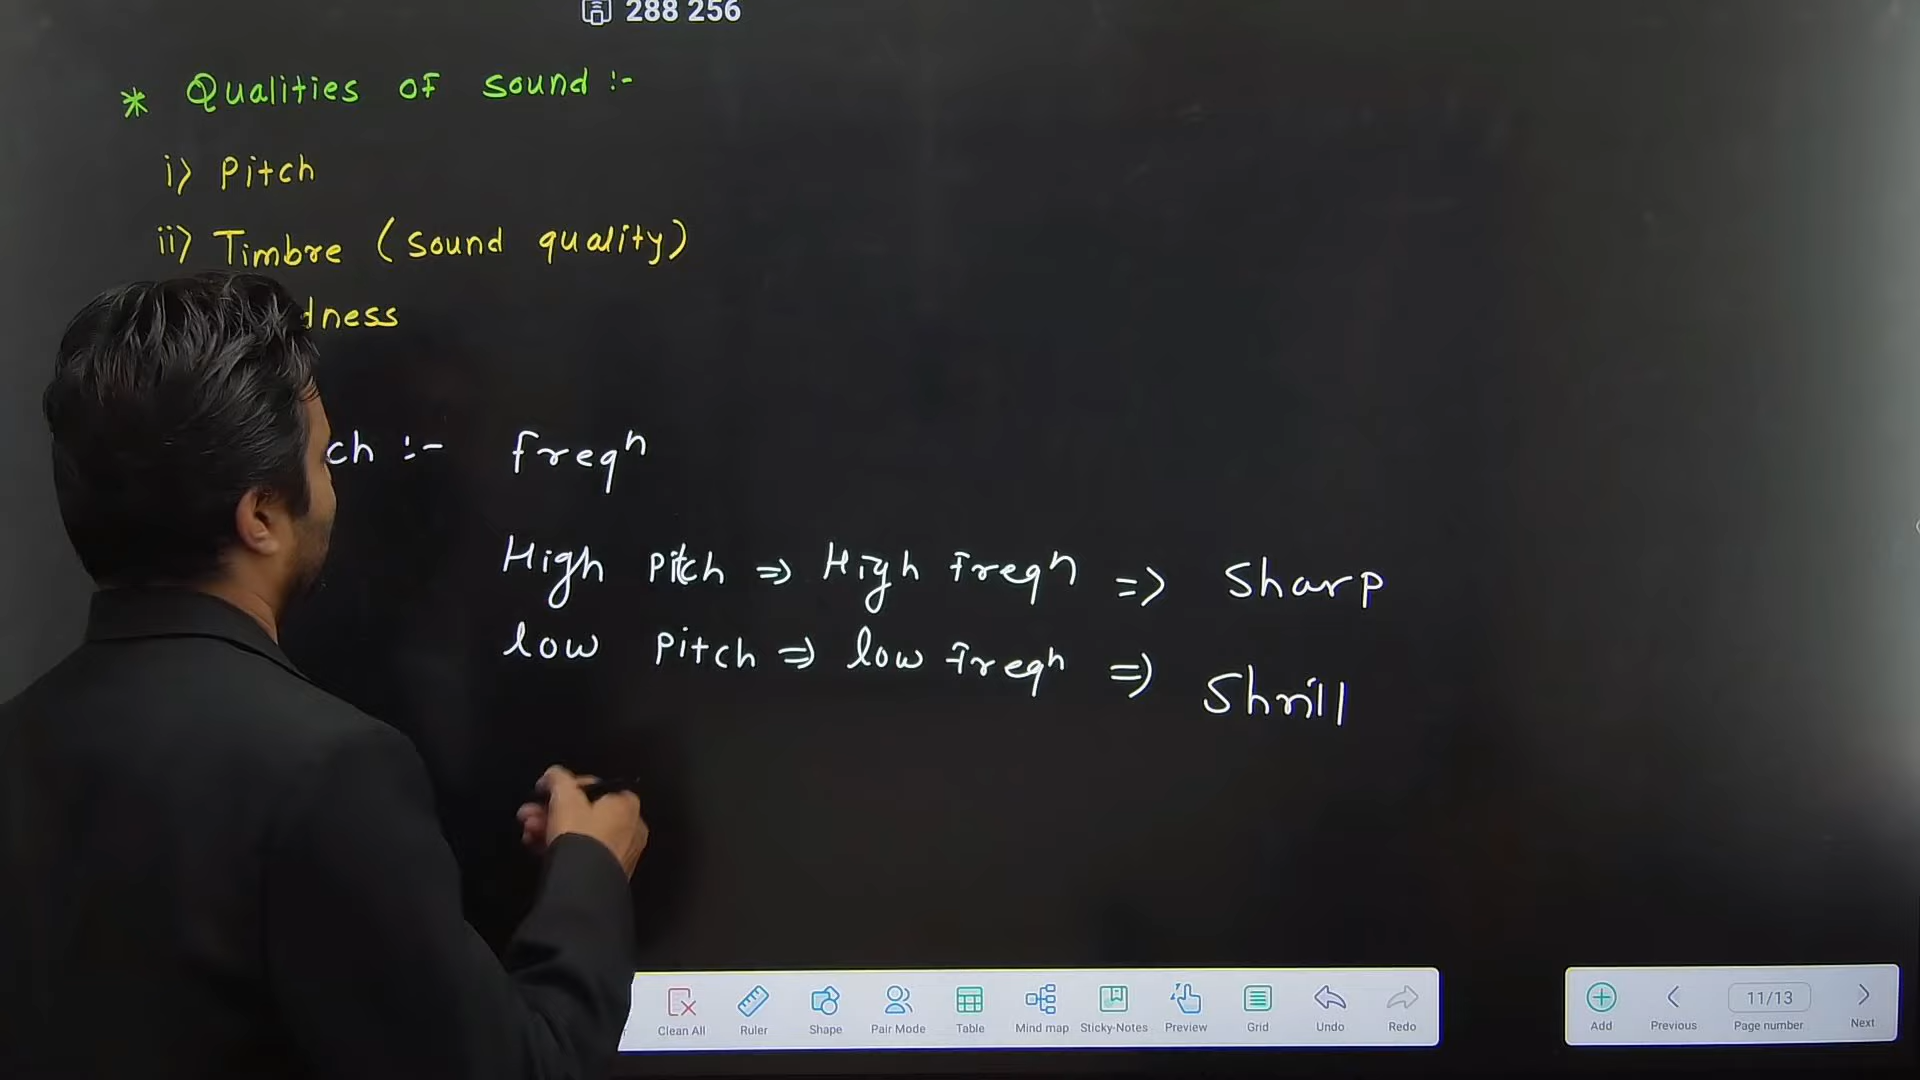 288 256
* Qualities of sound :-
i) Pitch
ii) Timbre (sound quality)
dness
ch :- freqⁿ
High pitch => High freqⁿ => Sharp
low pitch => low freqⁿ => Shrill
Clean All Ruler Shape Pair Mode Table Mind map Sticky-Notes Preview Grid Undo Redo
Add Previous 11/13 Page number Next